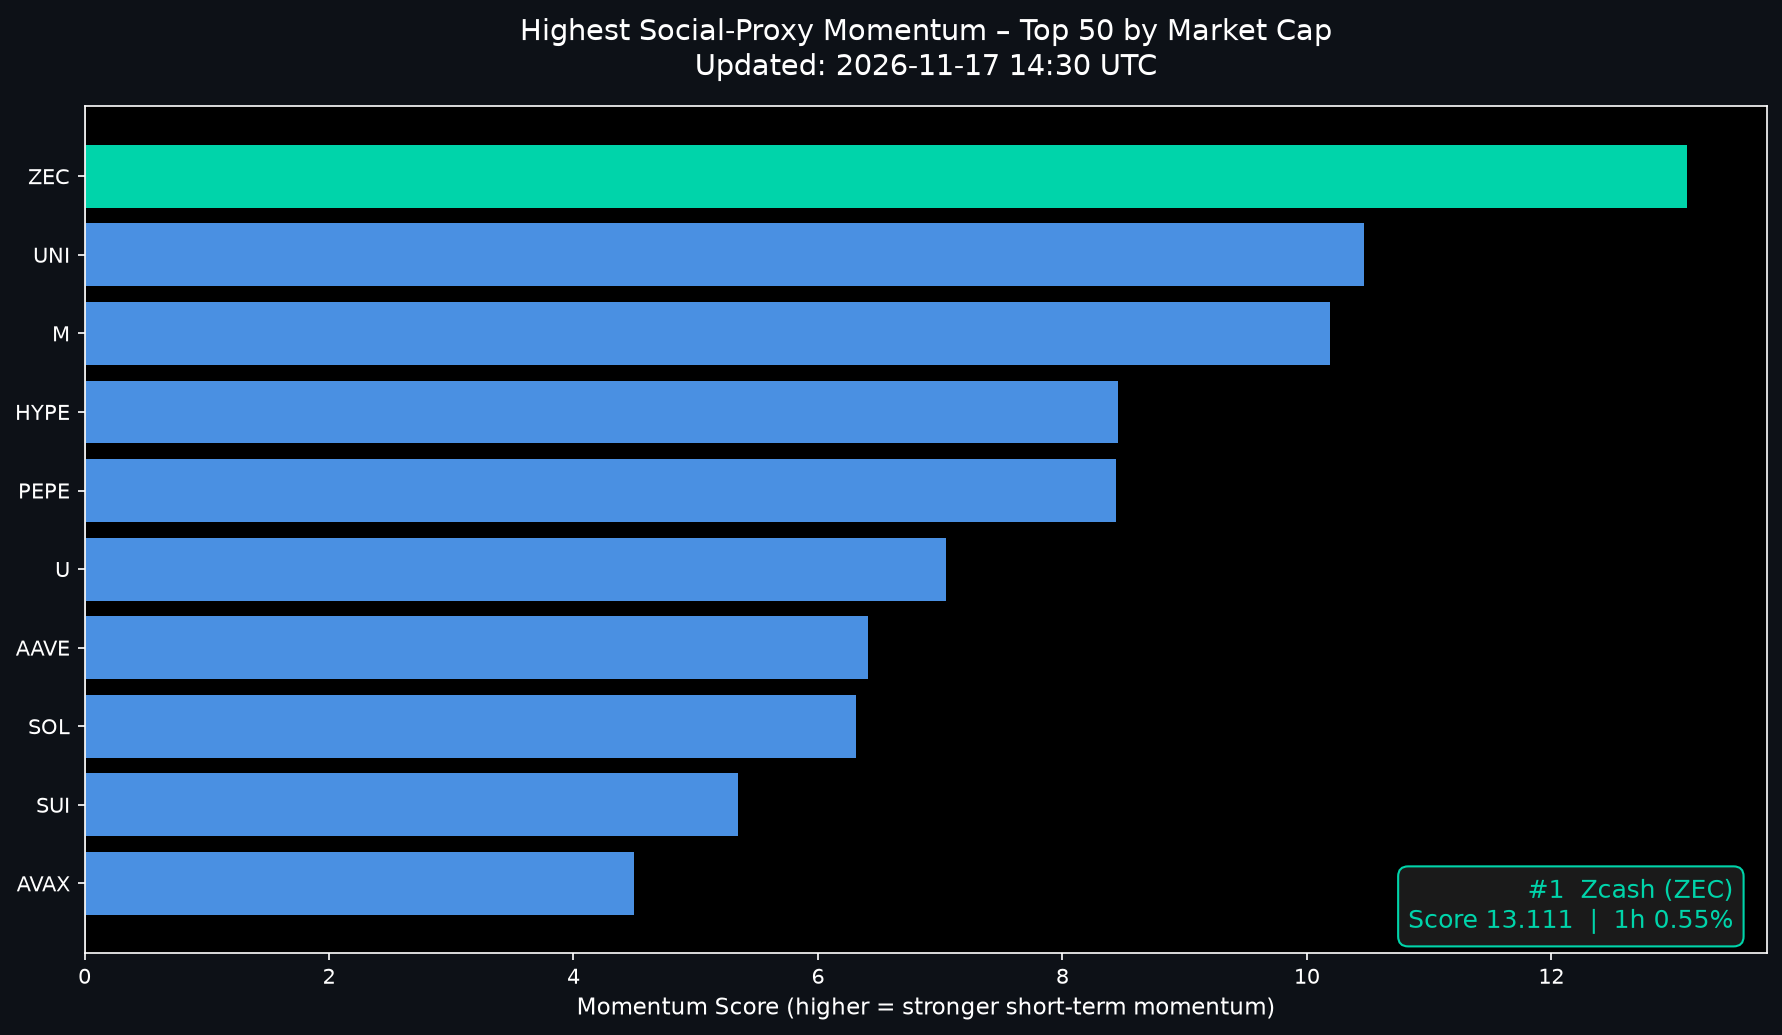 Highest Social-Proxy Momentum – Top 50 by Market Cap
Updated: 2026-11-17 14:30 UTC
ZEC
UNI
M
HYPE
PEPE
U
AAVE
SOL
SUI
AVAX
#1  Zcash (ZEC)
Score 13.111  |  1h 0.55%
0 2 4 6 8 10 12
Momentum Score (higher = stronger short-term momentum)